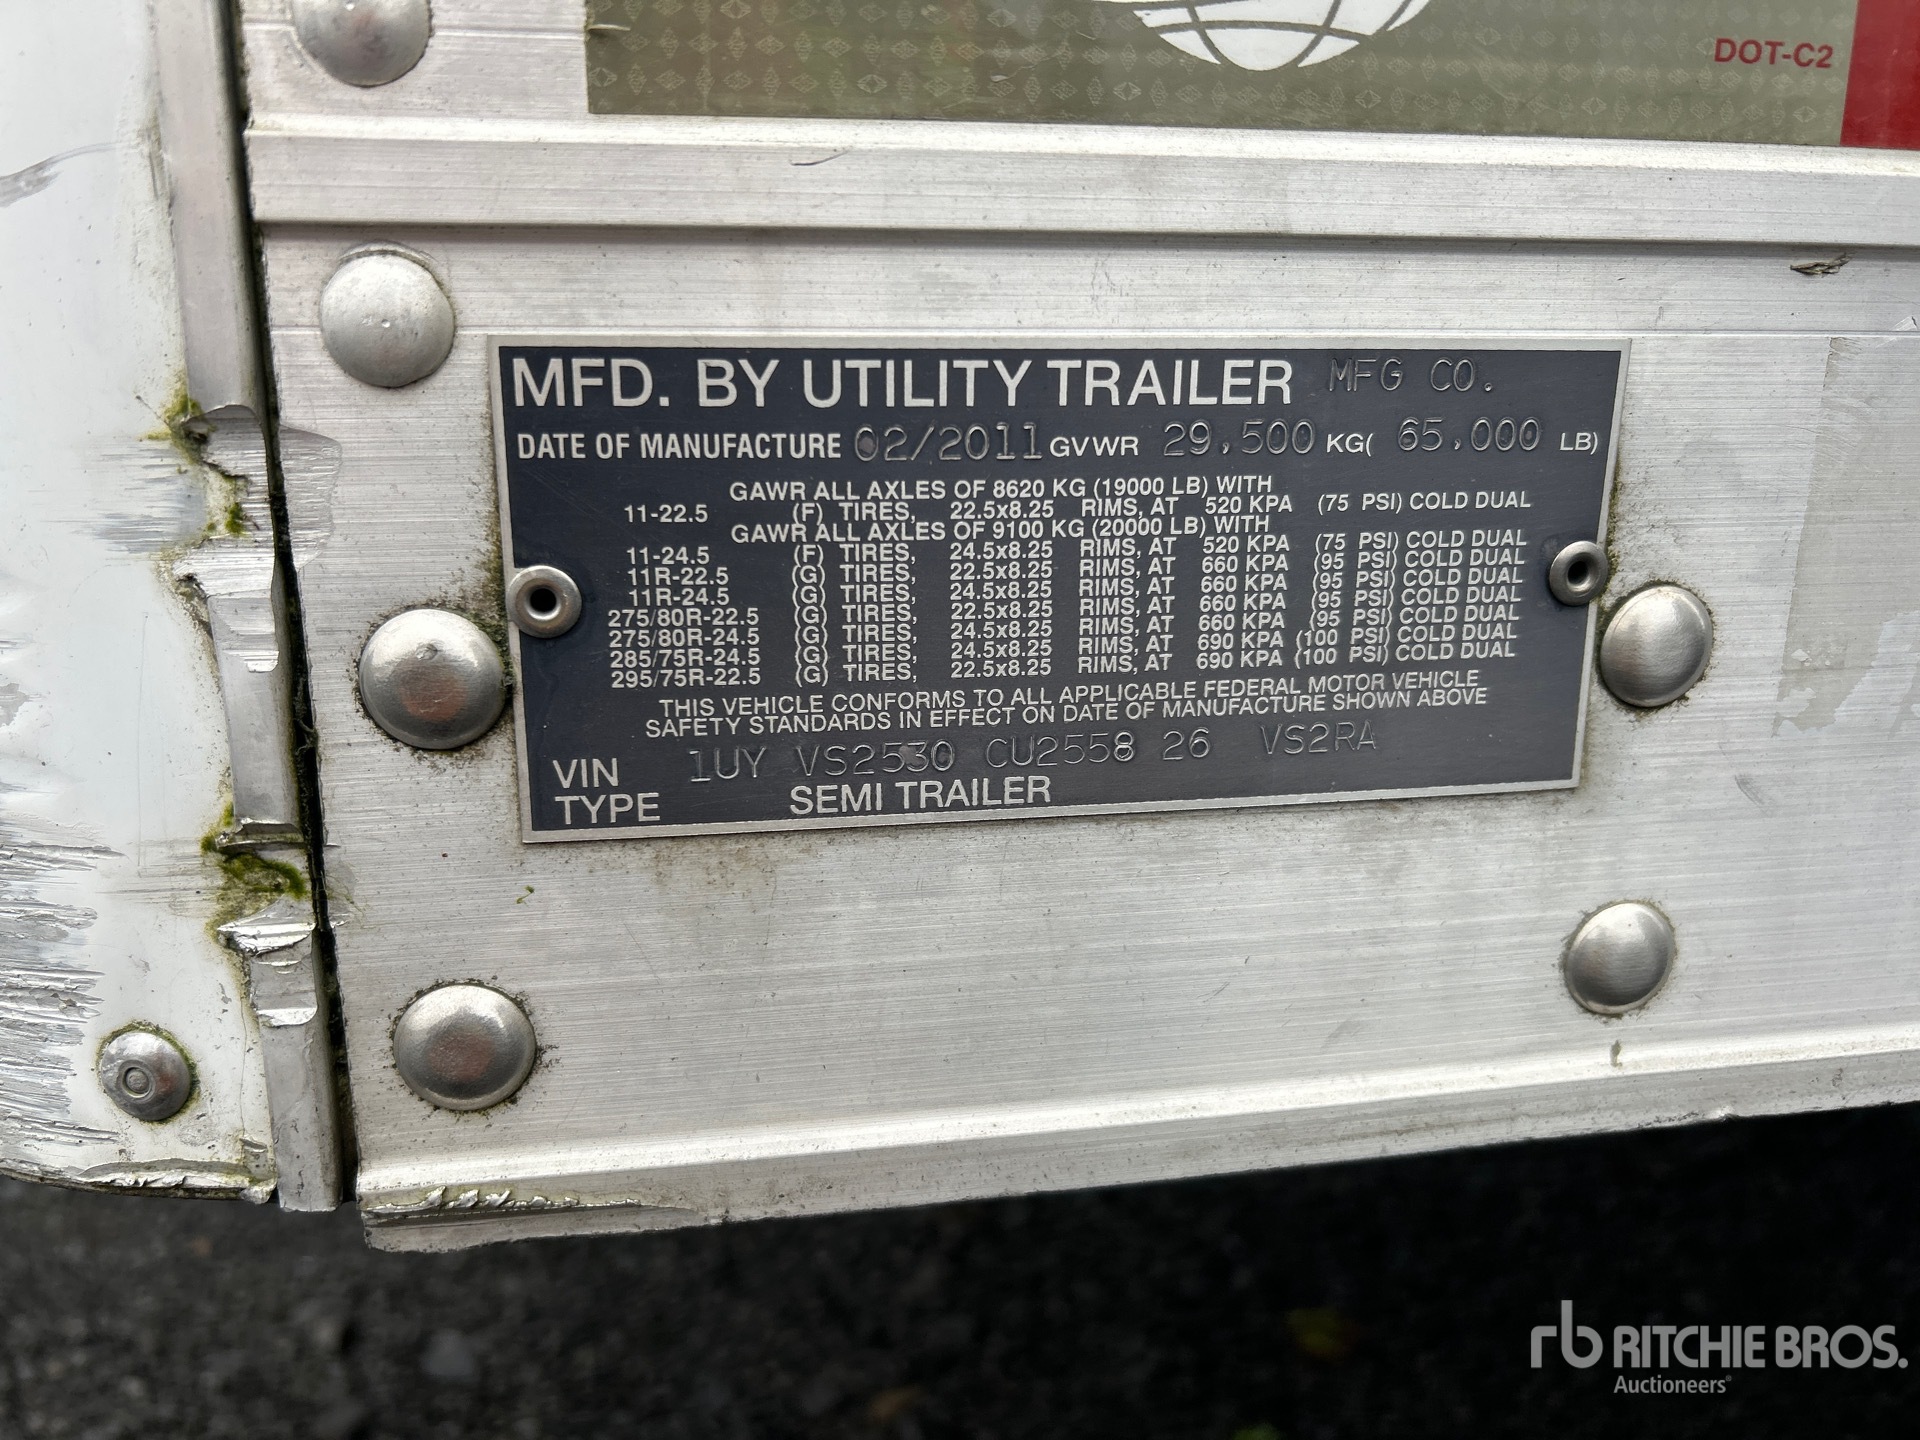 DOT-C2
MFD. BY UTILITY TRAILER MFG CO.
DATE OF MANUFACTURE 02/2011 GVWR 29,500 KG( 65,000 LB)
GAWR ALL AXLES OF 8620 KG (19000 LB) WITH
11-22.5 (F) TIRES, 22.5x8.25 RIMS, AT 520 KPA (75 PSI) COLD DUAL
GAWR ALL AXLES OF 9100 KG (20000 LB) WITH
11-24.5 (F) TIRES, 24.5x8.25 RIMS, AT 520 KPA (75 PSI) COLD DUAL
11R-22.5 (G) TIRES, 22.5x8.25 RIMS, AT 660 KPA (95 PSI) COLD DUAL
11R-24.5 (G) TIRES, 24.5x8.25 RIMS, AT 660 KPA (95 PSI) COLD DUAL
275/80R-22.5 (G) TIRES, 22.5x8.25 RIMS, AT 660 KPA (95 PSI) COLD DUAL
275/80R-24.5 (G) TIRES, 24.5x8.25 RIMS, AT 660 KPA (95 PSI) COLD DUAL
285/75R-24.5 (G) TIRES, 24.5x8.25 RIMS, AT 690 KPA (100 PSI) COLD DUAL
295/75R-22.5 (G) TIRES, 22.5x8.25 RIMS, AT 690 KPA (100 PSI) COLD DUAL
THIS VEHICLE CONFORMS TO ALL APPLICABLE FEDERAL MOTOR VEHICLE
SAFETY STANDARDS IN EFFECT ON DATE OF MANUFACTURE SHOWN ABOVE
VIN 1UY VS2530 CU2558 26 VS2RA
TYPE SEMI TRAILER
rb RITCHIE BROS.
Auctioneers